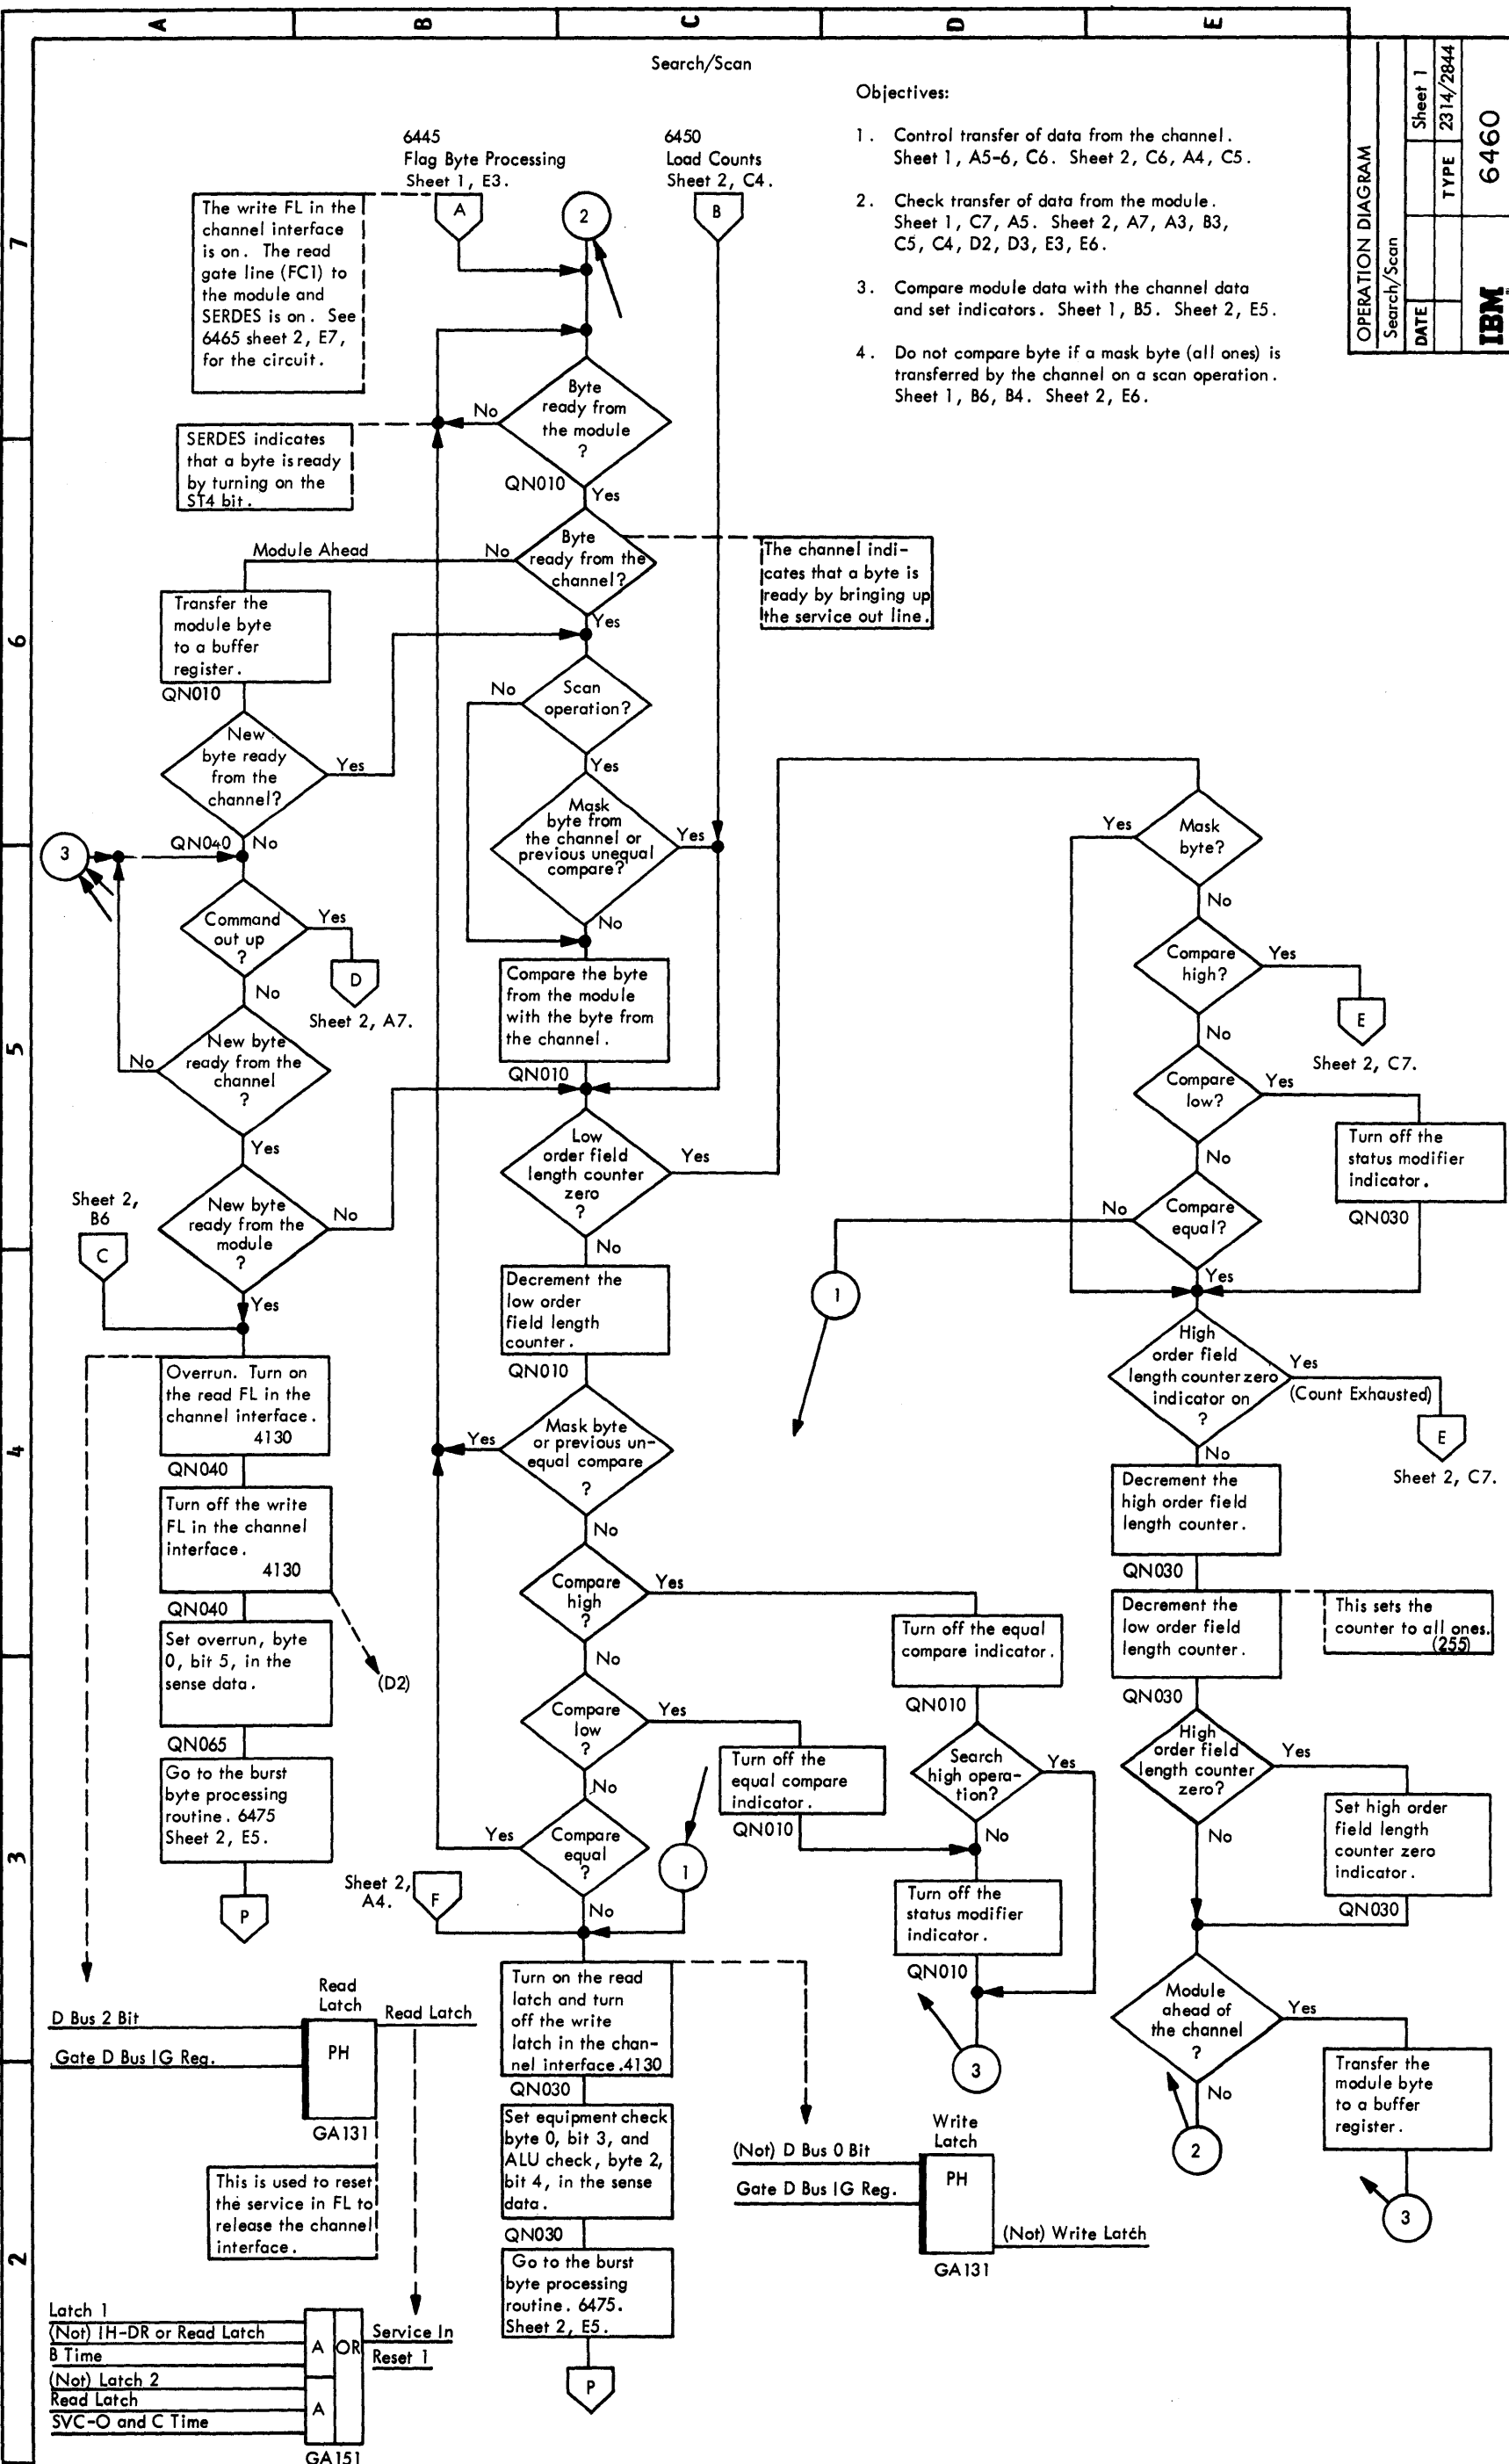 A
B
C
D
E
7
6
5
4
3
2
Search/Scan
OPERATION DIAGRAM
Search/Scan
Sheet 1
DATE
TYPE
2314/2844
IBM
6460
Objectives:
1. Control transfer of data from the channel.
Sheet 1, A5-6, C6. Sheet 2, C6, A4, C5.
2. Check transfer of data from the module.
Sheet 1, C7, A5. Sheet 2, A7, A3, B3,
C5, C4, D2, D3, E3, E6.
3. Compare module data with the channel data
and set indicators. Sheet 1, B5. Sheet 2, E5.
4. Do not compare byte if a mask byte (all ones) is
transferred by the channel on a scan operation.
Sheet 1, B6, B4. Sheet 2, E6.
6445
Flag Byte Processing
Sheet 1, E3.
A
2
6450
Load Counts
Sheet 2, C4.
B
The write FL in the
channel interface
is on. The read
gate line (FC1) to
the module and
SERDES is on. See
6465 sheet 2, E7,
for the circuit.
Byte
ready from
the module
?
No
QN010
Yes
SERDES indicates
that a byte is ready
by turning on the
ST4 bit.
Byte
ready from the
channel?
No
Module Ahead
Yes
The channel indi-
cates that a byte is
ready by bringing up
the service out line.
Transfer the
module byte
to a buffer
register.
QN010
New
byte ready
from the
channel?
Yes
QN040
No
Scan
operation?
No
Yes
Mask
byte from
the channel or
previous unequal
compare?
Yes
No
3
Command
out up
?
Yes
D
Sheet 2, A7.
No
New byte
ready from the
channel
?
No
Yes
New byte
ready from the
module
?
No
Yes
Sheet 2,
B6
C
Compare the byte
from the module
with the byte from
the channel.
QN010
Low
order field
length counter
zero
?
Yes
No
Decrement the
low order
field length
counter.
QN010
Mask byte
or previous un-
equal compare
?
Yes
No
Compare
high
?
Yes
No
Compare
low
?
Yes
No
Compare
equal
?
Yes
No
Mask
byte?
Yes
No
Compare
high?
Yes
E
Sheet 2, C7.
No
Compare
low?
Yes
No
Turn off the
status modifier
indicator.
QN030
Compare
equal?
No
Yes
1
High
order field
length counter zero
indicator on
?
Yes
(Count Exhausted)
E
Sheet 2, C7.
No
Decrement the
high order field
length counter.
QN030
Decrement the
low order field
length counter.
QN030
This sets the
counter to all ones.
(255)
High
order field
length counter
zero?
Yes
No
Set high order
field length
counter zero
indicator.
QN030
Module
ahead of
the channel
?
Yes
No
2
Transfer the
module byte
to a buffer
register.
3
Overrun. Turn on
the read FL in the
channel interface.
4130
QN040
Turn off the write
FL in the channel
interface.
4130
QN040
(D2)
Set overrun, byte
0, bit 5, in the
sense data.
QN065
Go to the burst
byte processing
routine. 6475
Sheet 2, E5.
P
Turn off the equal
compare indicator.
QN010
Search
high opera-
tion?
Yes
No
Turn off the
equal compare
indicator.
QN010
Turn off the
status modifier
indicator.
QN010
3
1
Sheet 2,
A4.
F
Turn on the read
latch and turn
off the write
latch in the chan-
nel interface.4130
QN030
Set equipment check
byte 0, bit 3, and
ALU check, byte 2,
bit 4, in the sense
data.
QN030
Go to the burst
byte processing
routine. 6475.
Sheet 2, E5.
P
D Bus 2 Bit
Gate D Bus IG Reg.
Read
Latch
PH
Read Latch
GA131
This is used to reset
the service in FL to
release the channel
interface.
(Not) D Bus 0 Bit
Gate D Bus IG Reg.
Write
Latch
PH
(Not) Write Latch
GA131
Latch 1
(Not) IH-DR or Read Latch
B Time
(Not) Latch 2
Read Latch
SVC-O and C Time
A
A
OR
Service In
Reset 1
GA151